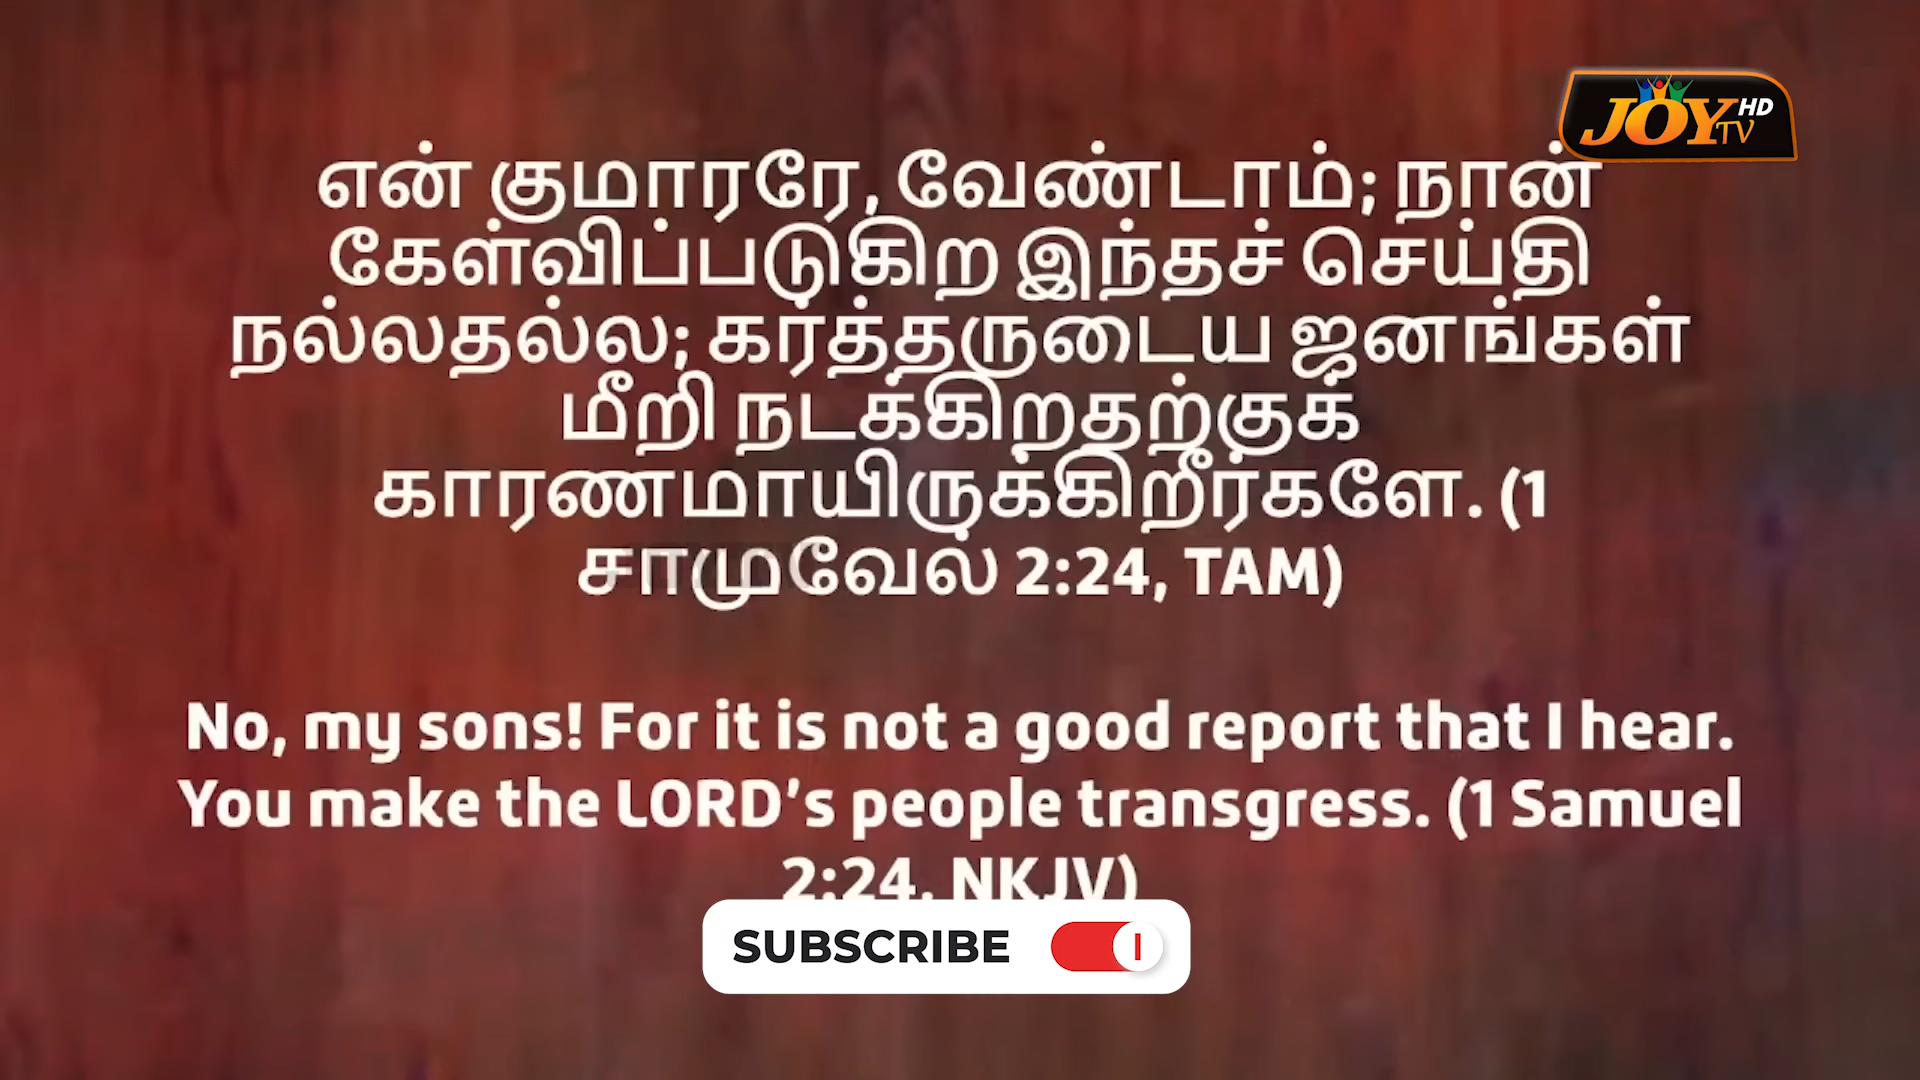 JOY TV HD
என் குமாரரே, வேண்டாம்; நான்
கேள்விப்படுகிற இந்தச் செய்தி
நல்லதல்ல; கர்த்தருடைய ஜனங்கள்
மீறி நடக்கிறதற்குக்
காரணமாயிருக்கிறீர்களே. (1
சாமுவேல் 2:24, TAM)
No, my sons! For it is not a good report that I hear.
You make the LORD’s people transgress. (1 Samuel
2:24, NKJV)
SUBSCRIBE